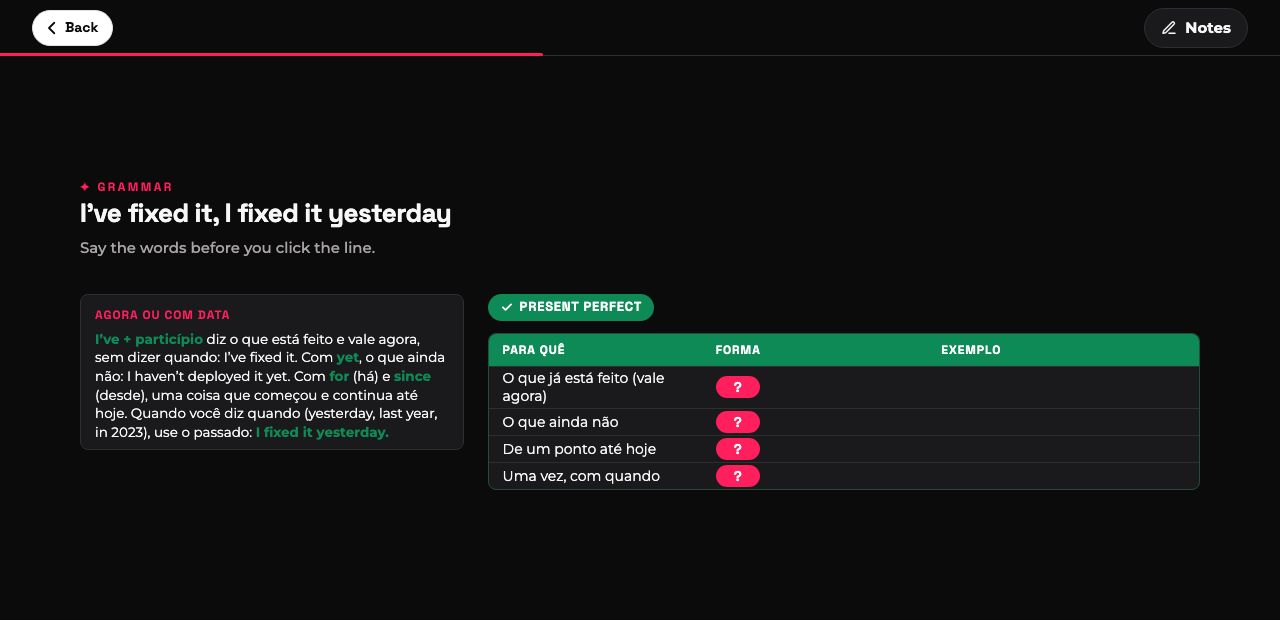 Back
Notes
GRAMMAR
I've fixed it, I fixed it yesterday
Say the words before you click the line.
AGORA OU COM DATA
I've + particípio diz o que está feito e vale agora,
sem dizer quando: I've fixed it. Com yet, o que ainda
não: I haven't deployed it yet. Com for (há) e since
(desde), uma coisa que começou e continua até
hoje. Quando você diz quando (yesterday, last year,
in 2023), use o passado: I fixed it yesterday.
PRESENT PERFECT
PARA QUÊ FORMA EXEMPLO
O que já está feito (vale
agora) ?
O que ainda não ?
De um ponto até hoje ?
Uma vez, com quando ?